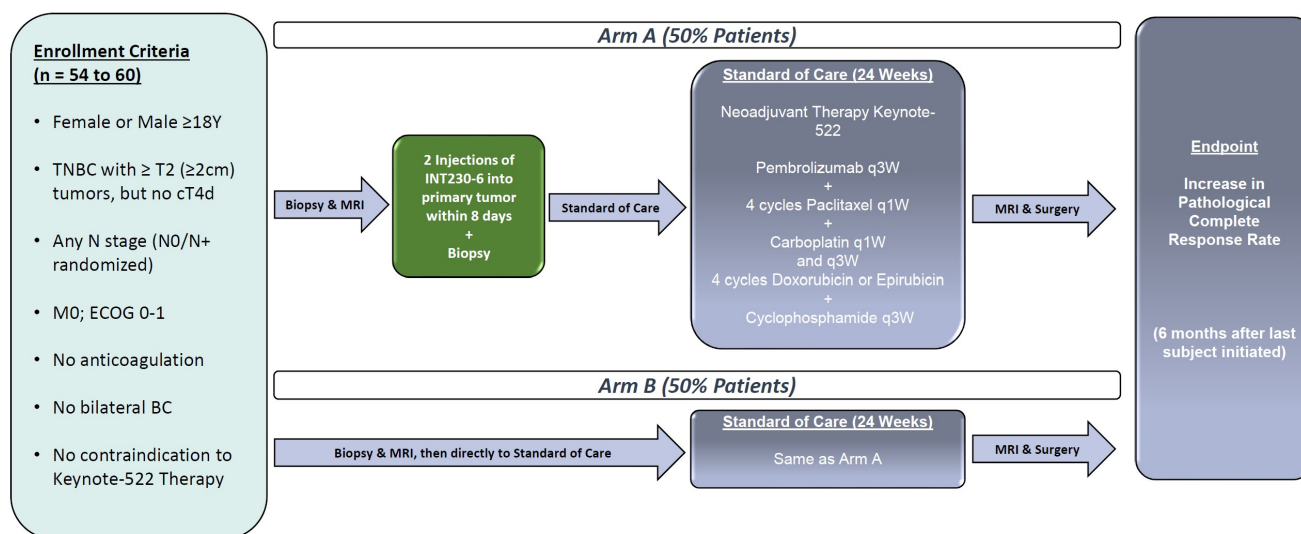 Enrollment Criteria
(n = 54 to 60)
• Female or Male ≥18Y
• TNBC with ≥ T2 (≥2cm)
tumors, but no cT4d
• Any N stage (N0/N+
randomized)
• M0; ECOG 0-1
• No anticoagulation
• No bilateral BC
• No contraindication to
Keynote-522 Therapy
Arm A (50% Patients)
Biopsy & MRI
2 Injections of
INT230-6 into
primary tumor
within 8 days
+
Biopsy
Standard of Care
Standard of Care (24 Weeks)
Neoadjuvant Therapy Keynote-
522
Pembrolizumab q3W
+
4 cycles Paclitaxel q1W
+
Carboplatin q1W
and q3W
4 cycles Doxorubicin or Epirubicin
+
Cyclophosphamide q3W
MRI & Surgery
Arm B (50% Patients)
Biopsy & MRI, then directly to Standard of Care
Standard of Care (24 Weeks)
Same as Arm A
MRI & Surgery
Endpoint
Increase in
Pathological
Complete
Response Rate
(6 months after last
subject initiated)